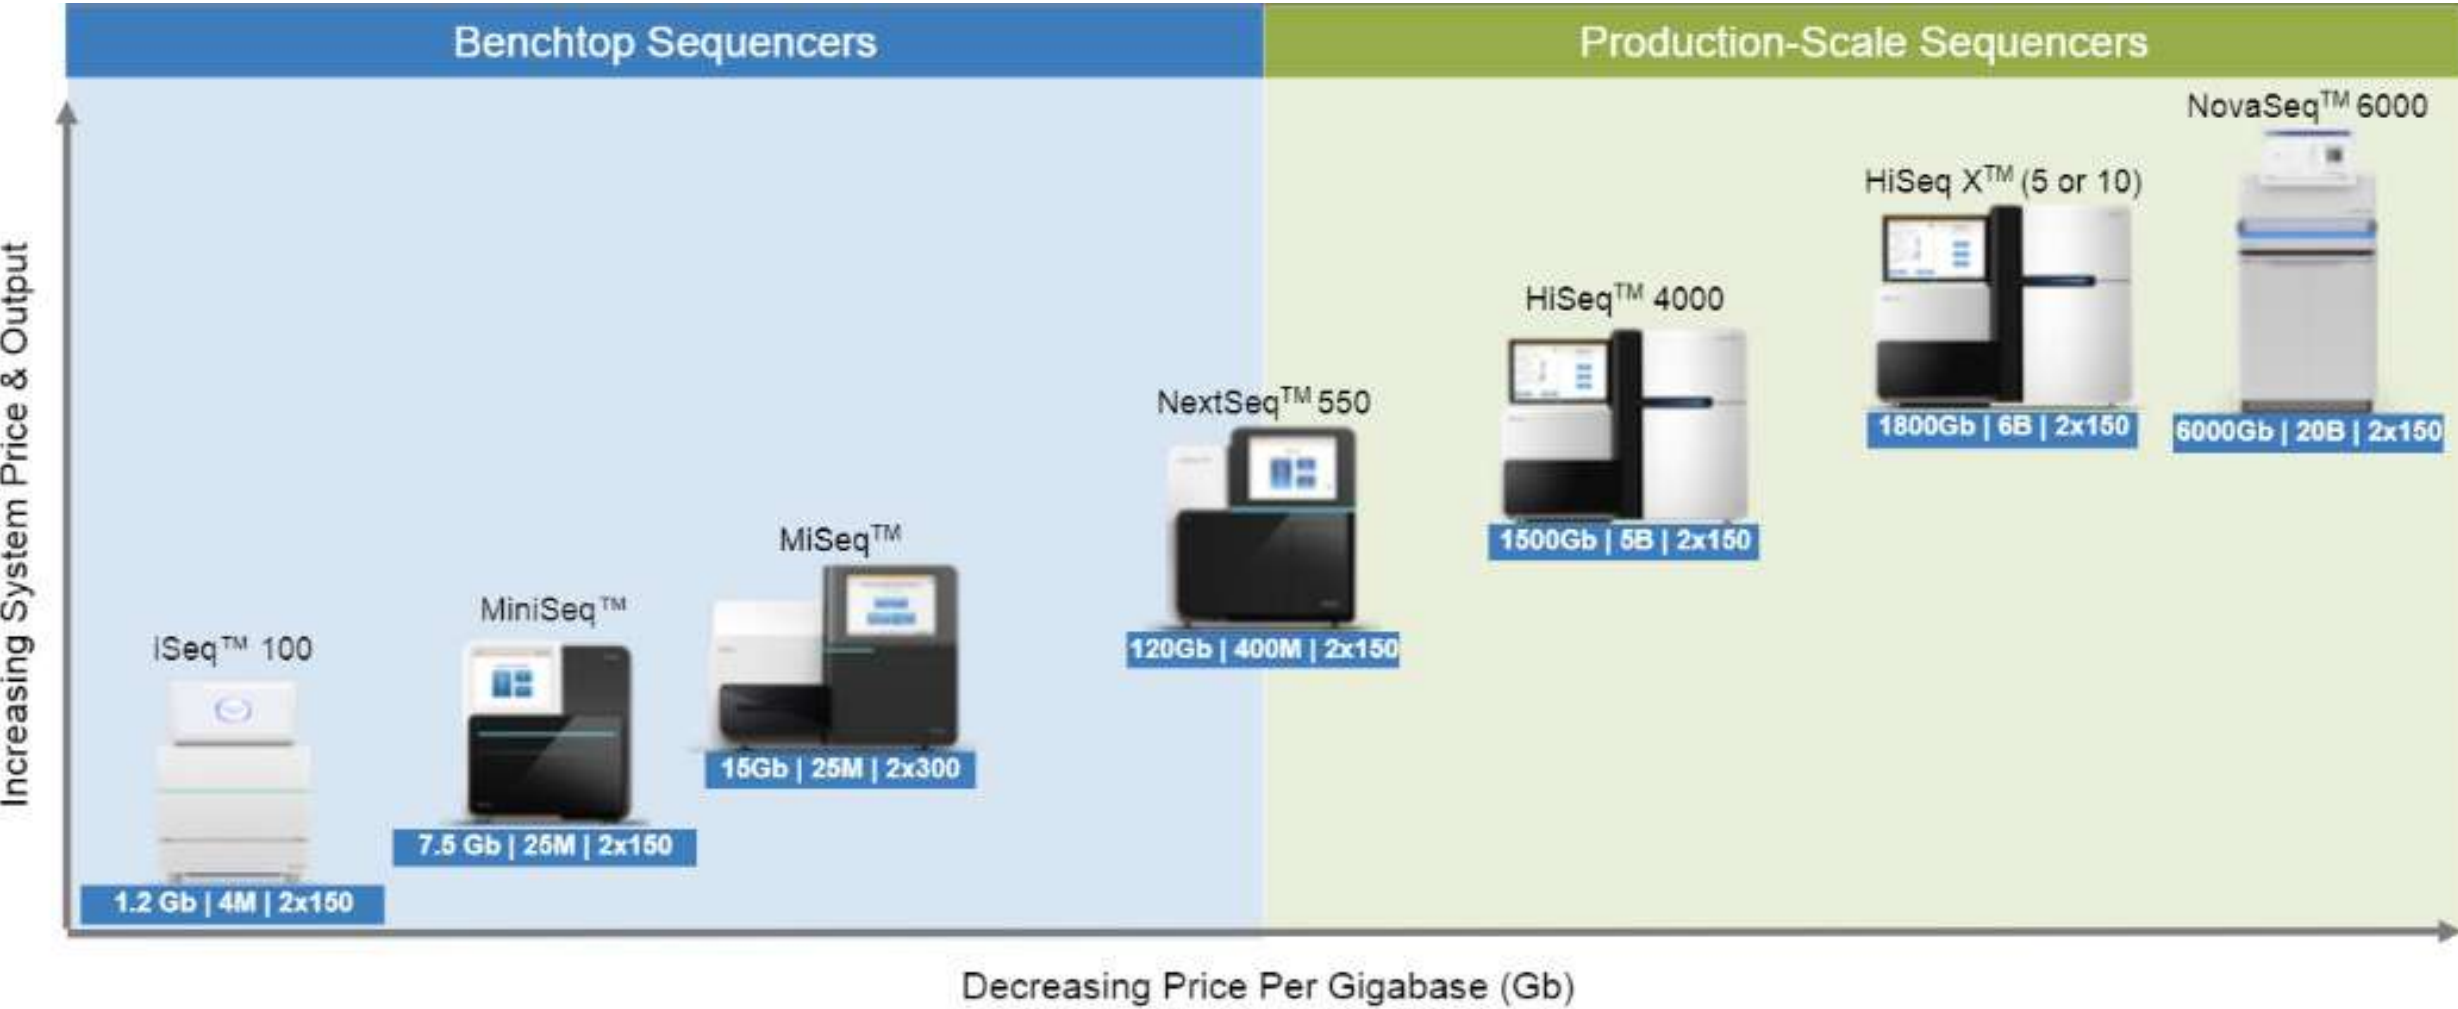 Benchtop Sequencers
Production-Scale Sequencers
NovaSeq™ 6000
HiSeq X™ (5 or 10)
HiSeq™ 4000
NextSeq™ 550
MiSeq™
MiniSeq™
iSeq™ 100
1800Gb | 6B | 2x150
6000Gb | 20B | 2x150
1500Gb | 5B | 2x150
120Gb | 400M | 2x150
15Gb | 25M | 2x300
7.5 Gb | 25M | 2x150
1.2 Gb | 4M | 2x150
Increasing System Price & Output
Decreasing Price Per Gigabase (Gb)